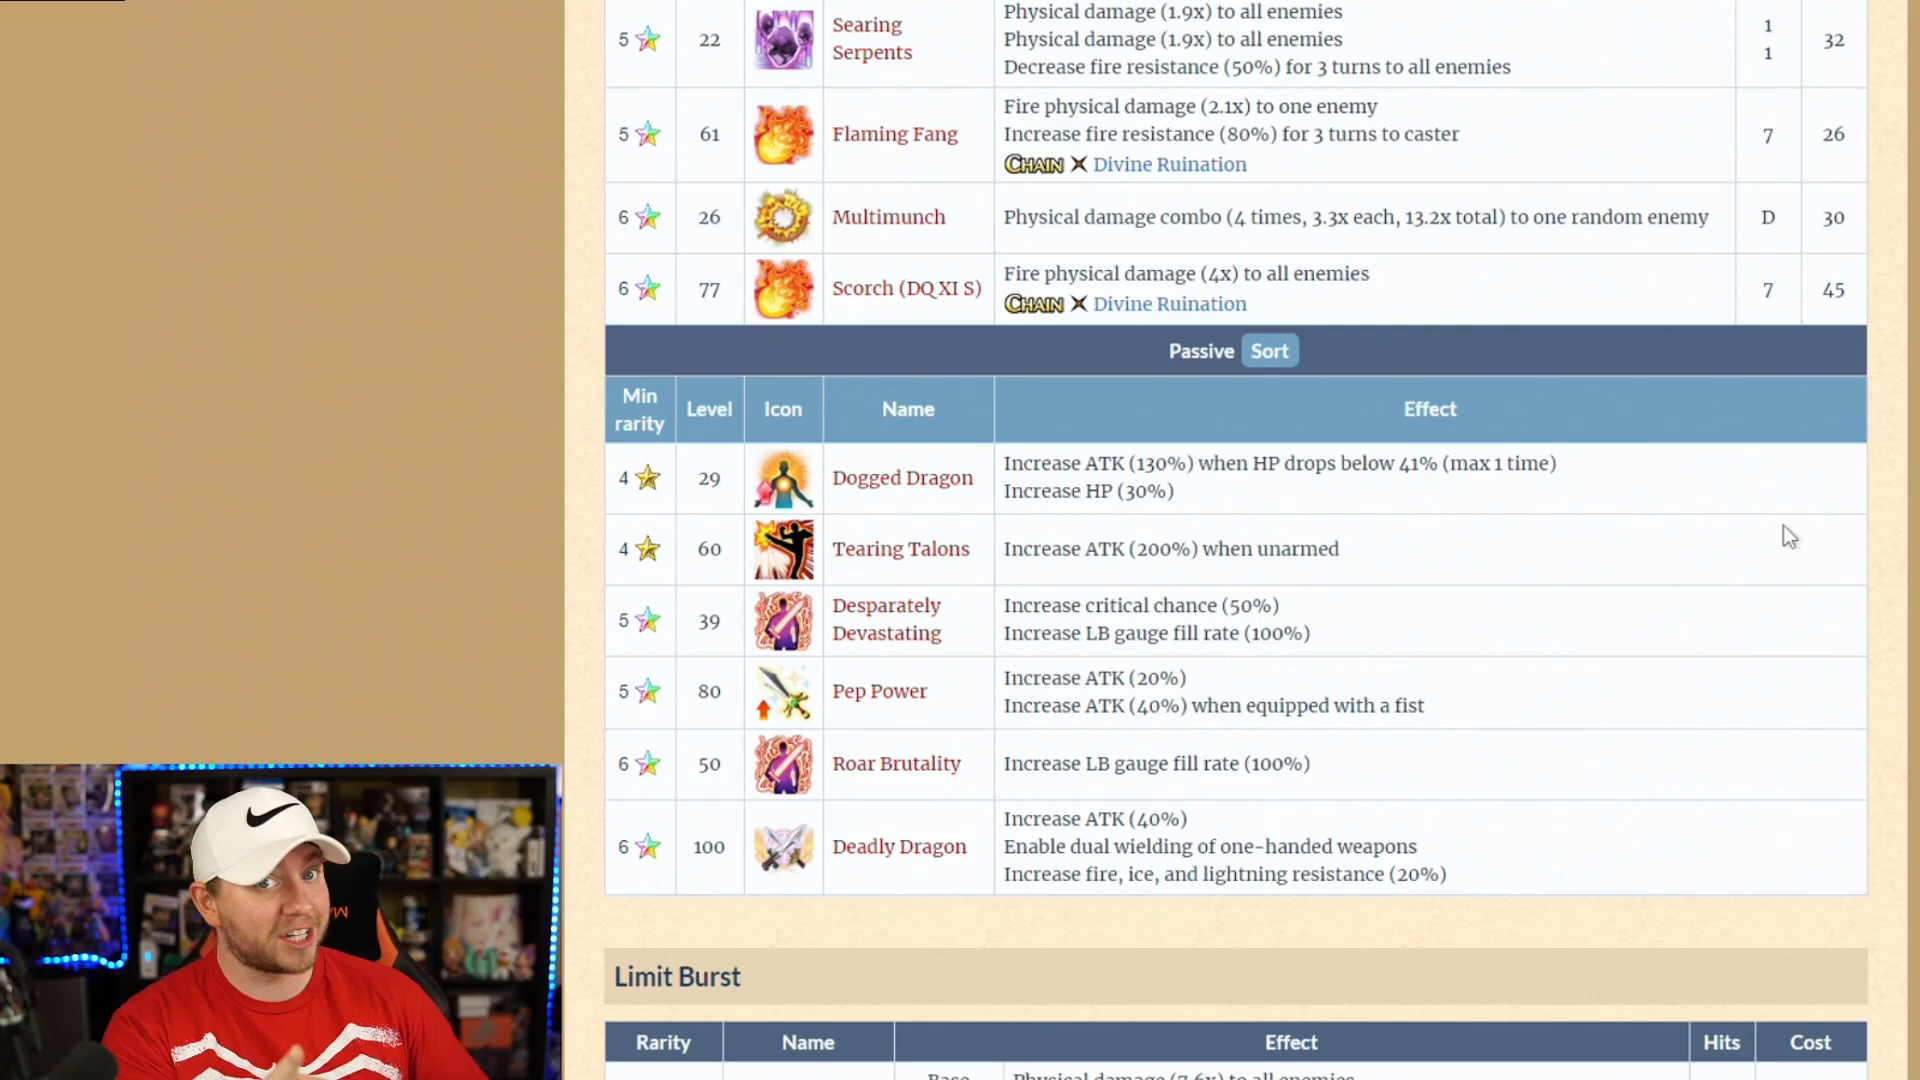 Physical damage (1.9x) to all enemies
5 22 Searing Serpents Physical damage (1.9x) to all enemies 1 1 32
Decrease fire resistance (50%) for 3 turns to all enemies
Fire physical damage (2.1x) to one enemy
5 61 Flaming Fang Increase fire resistance (80%) for 3 turns to caster 7 26
CHAIN Divine Ruination
6 26 Multimunch Physical damage combo (4 times, 3.3x each, 13.2x total) to one random enemy D 30
Fire physical damage (4x) to all enemies
6 77 Scorch (DQ XI S) 7 45
CHAIN Divine Ruination
Passive Sort
Min rarity Level Icon Name Effect
4 29 Dogged Dragon Increase ATK (130%) when HP drops below 41% (max 1 time)
Increase HP (30%)
4 60 Tearing Talons Increase ATK (200%) when unarmed
5 39 Desparately Devastating Increase critical chance (50%)
Increase LB gauge fill rate (100%)
5 80 Pep Power Increase ATK (20%)
Increase ATK (40%) when equipped with a fist
6 50 Roar Brutality Increase LB gauge fill rate (100%)
Increase ATK (40%)
6 100 Deadly Dragon Enable dual wielding of one-handed weapons
Increase fire, ice, and lightning resistance (20%)
Limit Burst
Rarity Name Effect Hits Cost
Base Physical damage (7.6x) to all enemies